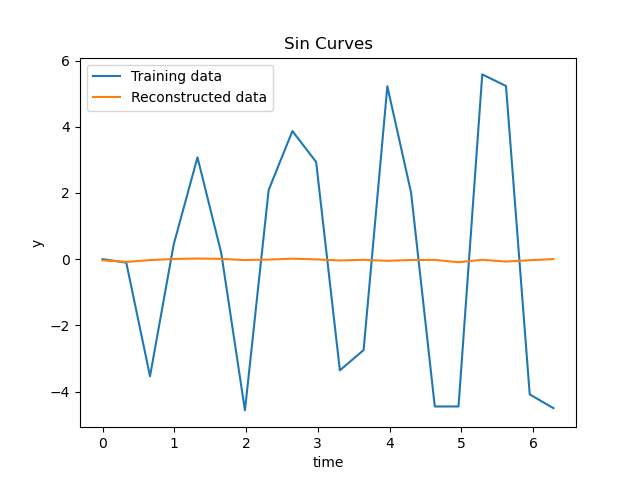 Sin Curves
Training data
Reconstructed data
6
4
2
0
−2
−4
y
0 1 2 3 4 5 6
time